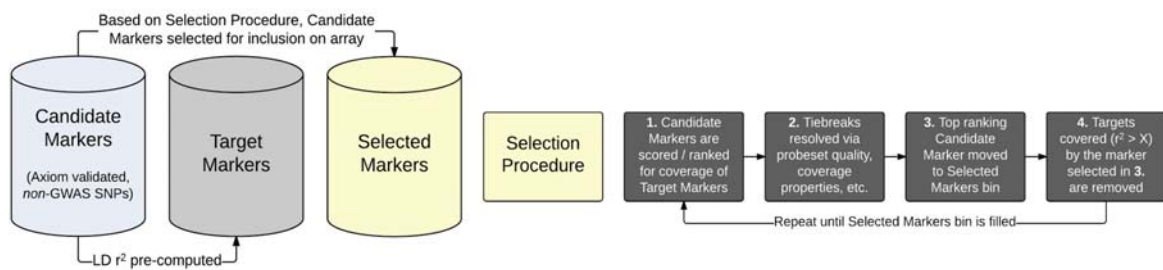 Based on Selection Procedure, Candidate
Markers selected for inclusion on array
Candidate
Markers
(Axiom validated,
non-GWAS SNPs)
Target
Markers
Selected
Markers
LD r² pre-computed
Selection
Procedure
1. Candidate
Markers are
scored / ranked
for coverage of
Target Markers
2. Tiebreaks
resolved via
probeset quality,
coverage
properties, etc.
3. Top ranking
Candidate
Marker moved
to Selected
Markers bin
4. Targets
covered (r² > X)
by the marker
selected in 3.
are removed
Repeat until Selected Markers bin is filled